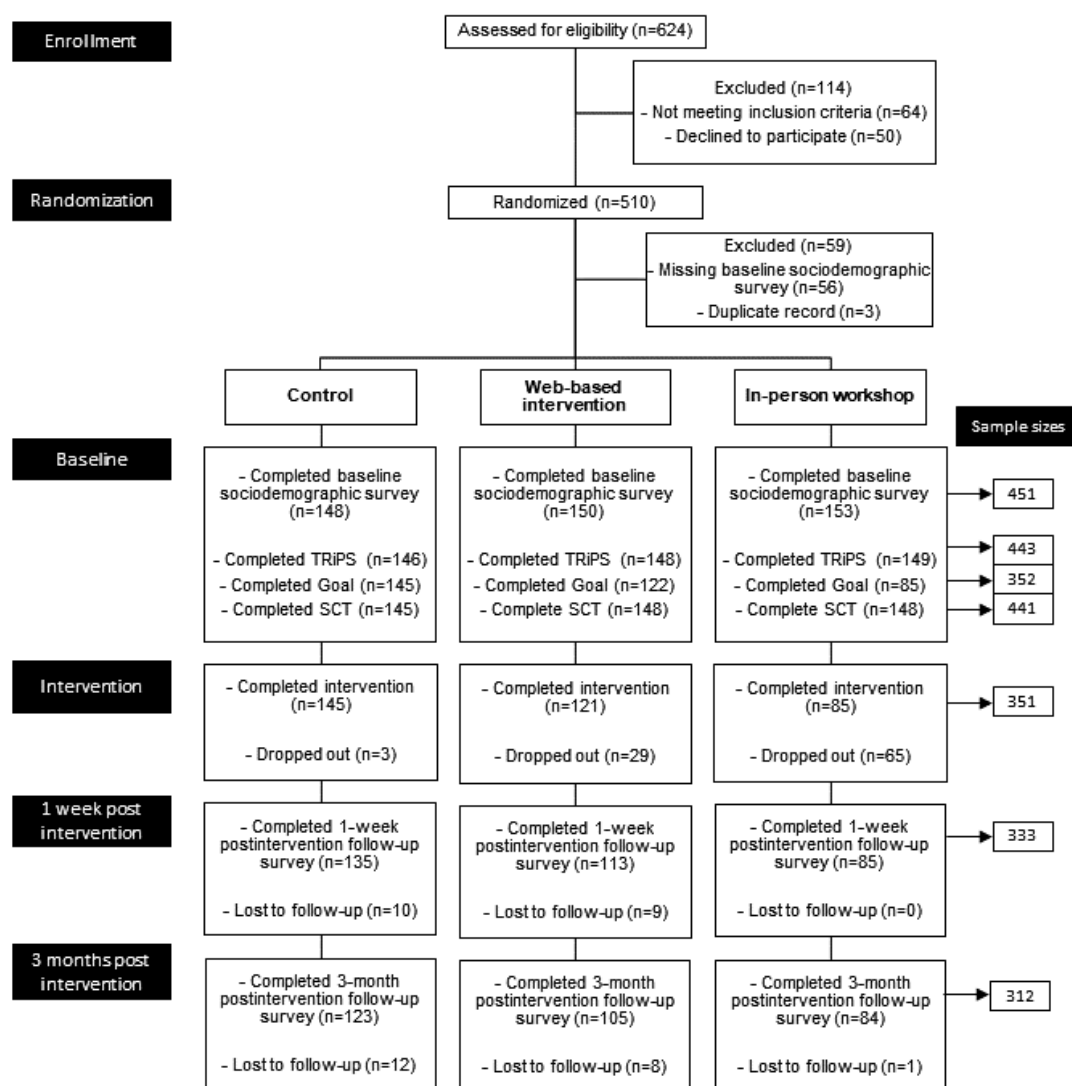 Enrollment
Assessed for eligibility (n=624)
Excluded (n=114)
- Not meeting inclusion criteria (n=64)
- Declined to participate (n=50)
Randomization
Randomized (n=510)
Excluded (n=59)
- Missing baseline sociodemographic
survey (n=56)
- Duplicate record (n=3)
Control
Web-based
intervention
In-person workshop
Sample sizes
Baseline
- Completed baseline
sociodemographic survey
(n=148)
- Completed TRiPS (n=146)
- Completed Goal (n=145)
- Completed SCT (n=145)
- Completed baseline
sociodemographic survey
(n=150)
- Completed TRiPS (n=148)
- Completed Goal (n=122)
- Complete SCT (n=148)
- Completed baseline
sociodemographic survey
(n=153)
- Completed TRiPS (n=149)
- Completed Goal (n=85)
- Complete SCT (n=148)
451
443
352
441
Intervention
- Completed intervention
(n=145)
- Dropped out (n=3)
- Completed intervention
(n=121)
- Dropped out (n=29)
- Completed intervention
(n=85)
- Dropped out (n=65)
351
1 week post
intervention
- Completed 1-week
postintervention follow-up
survey (n=135)
- Lost to follow-up (n=10)
- Completed 1-week
postintervention follow-up
survey (n=113)
- Lost to follow-up (n=9)
- Completed 1-week
postintervention follow-up
survey (n=85)
- Lost to follow-up (n=0)
333
3 months post
intervention
- Completed 3-month
postintervention follow-up
survey (n=123)
- Lost to follow-up (n=12)
- Completed 3-month
postintervention follow-up
survey (n=105)
- Lost to follow-up (n=8)
- Completed 3-month
postintervention follow-up
survey (n=84)
- Lost to follow-up (n=1)
312